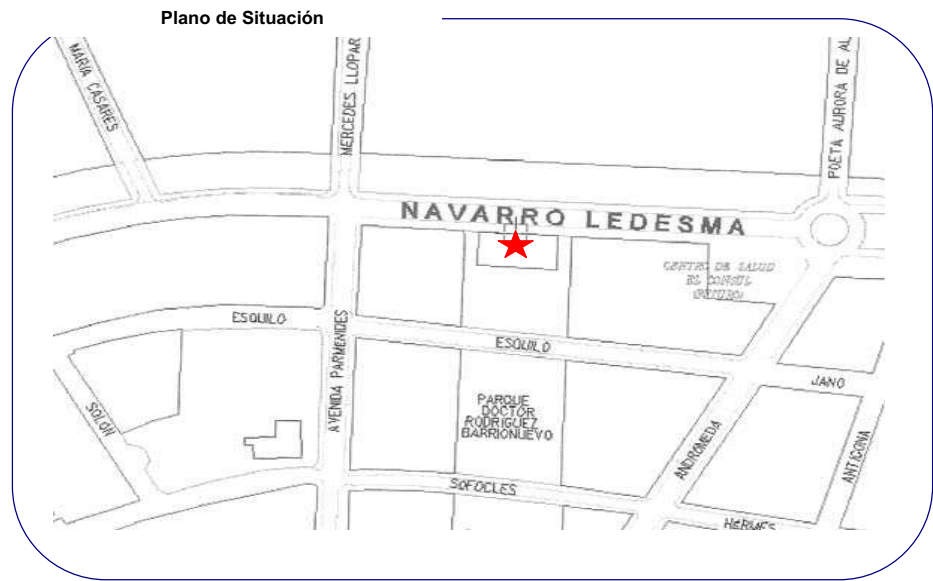 Plano de Situación
MARIA CASARES
MERCEDES LLOPAR
POETA AURORA DE AL
NAVARRO LEDESMA
CENTRO DE SALUD
EL CONSUL
(FUTURO)
ESQUILO
AVENIDA PARMENIDES
ESQUILO
JANO
SOLON
PARQUE
DOCTOR
RODRIGUEZ
BARRIONUEVO
ANDROMEDA
ANTIGONA
SOFOCLES
HERMES